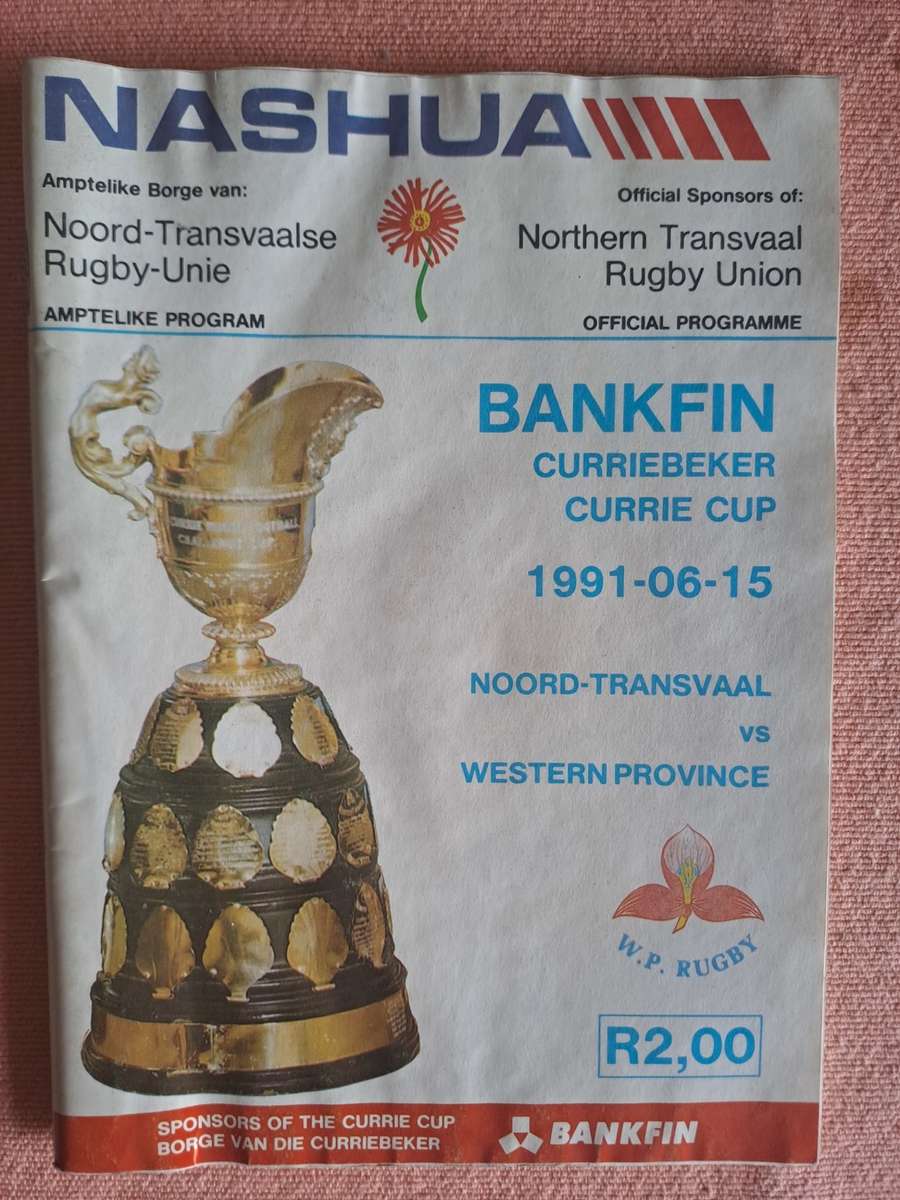 NASHUA
Amptelike Borge van:
Noord-Transvaalse
Rugby-Unie
AMPTELIKE PROGRAM
Official Sponsors of:
Northern Transvaal
Rugby Union
OFFICIAL PROGRAMME
BANKFIN
CURRIEBEKER
CURRIE CUP
1991-06-15
NOORD-TRANSVAAL
vs
WESTERN PROVINCE
W.P. RUGBY
R2,00
SPONSORS OF THE CURRIE CUP
BORGE VAN DIE CURRIEBEKER
BANKFIN